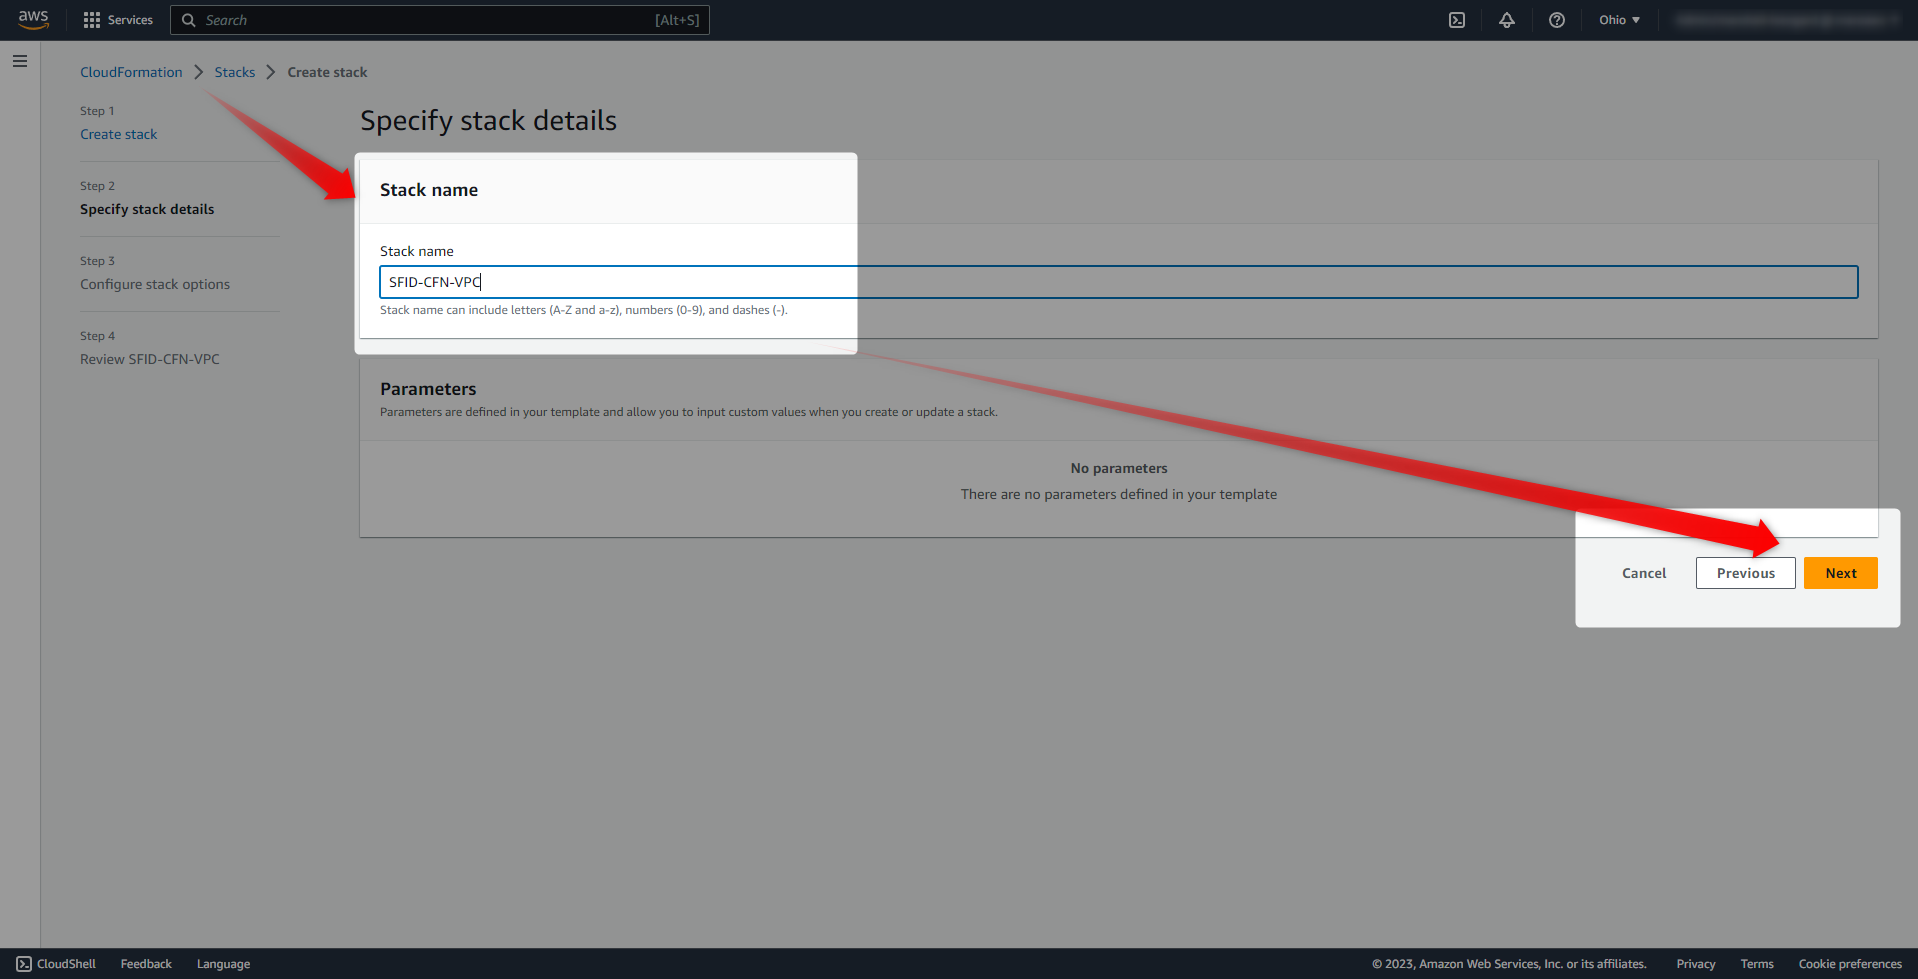 aws
Services
Search
[Alt+S]
Ohio
CloudFormation
Stacks
Create stack
Step 1
Create stack
Step 2
Specify stack details
Step 3
Configure stack options
Step 4
Review SFID-CFN-VPC
Specify stack details
Stack name
Stack name
SFID-CFN-VPC
Stack name can include letters (A-Z and a-z), numbers (0-9), and dashes (-).
Parameters
Parameters are defined in your template and allow you to input custom values when you create or update a stack.
No parameters
There are no parameters defined in your template
Cancel
Previous
Next
CloudShell
Feedback
Language
© 2023, Amazon Web Services, Inc. or its affiliates.
Privacy
Terms
Cookie preferences